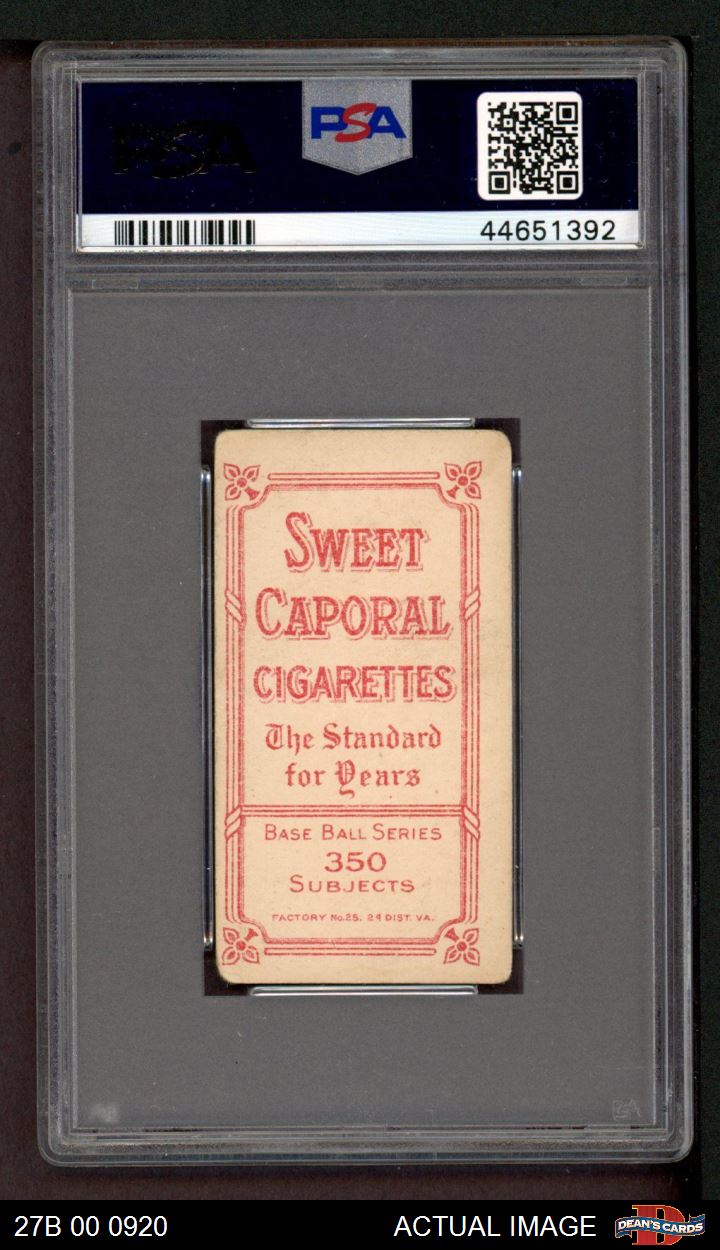 PSA
PSA
44651392
SWEET
CAPORAL
CIGARETTES
The Standard
for Years
BASE BALL SERIES
350
SUBJECTS
FACTORY No. 25, 2d DIST. VA.
27B 00 0920
ACTUAL IMAGE
D
DEAN'S CARDS